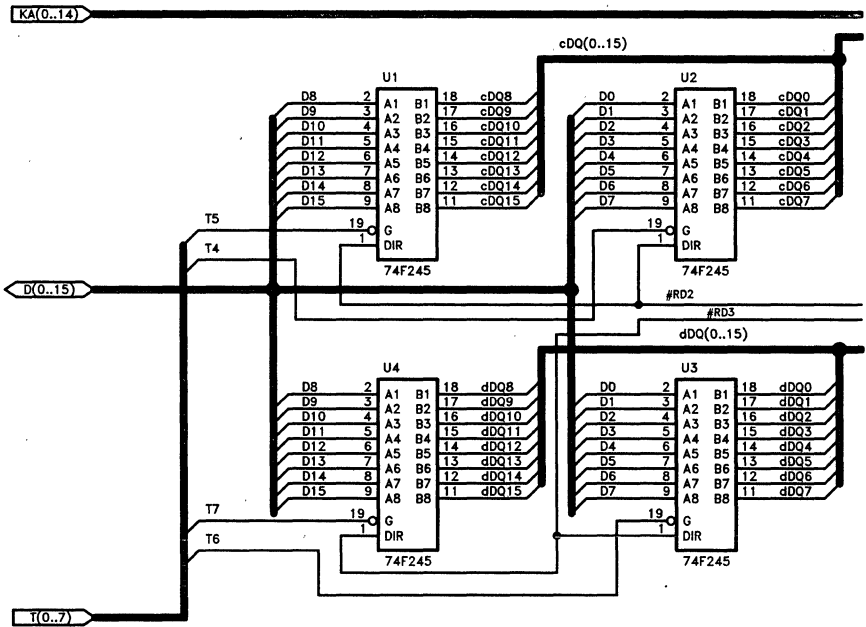 KA(0..14)
cDQ(0..15)
U1
D8 2 A1 B1 18 cDQ8
D9 3 A2 B2 17 cDQ9
D10 4 A3 B3 16 cDQ10
D11 5 A4 B4 15 cDQ11
D12 6 A5 B5 14 cDQ12
D13 7 A6 B6 13 cDQ13
D14 8 A7 B7 12 cDQ14
D15 9 A8 B8 11 cDQ15
T5 19 G
T4 1 DIR
74F245
U2
D0 2 A1 B1 18 cDQ0
D1 3 A2 B2 17 cDQ1
D2 4 A3 B3 16 cDQ2
D3 5 A4 B4 15 cDQ3
D4 6 A5 B5 14 cDQ4
D5 7 A6 B6 13 cDQ5
D6 8 A7 B7 12 cDQ6
D7 9 A8 B8 11 cDQ7
19 G
1 DIR
74F245
D(0..15)
#RD2
#RD3
dDQ(0..15)
U4
D8 2 A1 B1 18 dDQ8
D9 3 A2 B2 17 dDQ9
D10 4 A3 B3 16 dDQ10
D11 5 A4 B4 15 dDQ11
D12 6 A5 B5 14 dDQ12
D13 7 A6 B6 13 dDQ13
D14 8 A7 B7 12 dDQ14
D15 9 A8 B8 11 dDQ15
T7 19 G
T6 1 DIR
74F245
U3
D0 2 A1 B1 18 dDQ0
D1 3 A2 B2 17 dDQ1
D2 4 A3 B3 16 dDQ2
D3 5 A4 B4 15 dDQ3
D4 6 A5 B5 14 dDQ4
D5 7 A6 B6 13 dDQ5
D6 8 A7 B7 12 dDQ6
D7 9 A8 B8 11 dDQ7
19 G
1 DIR
74F245
T(0..7)